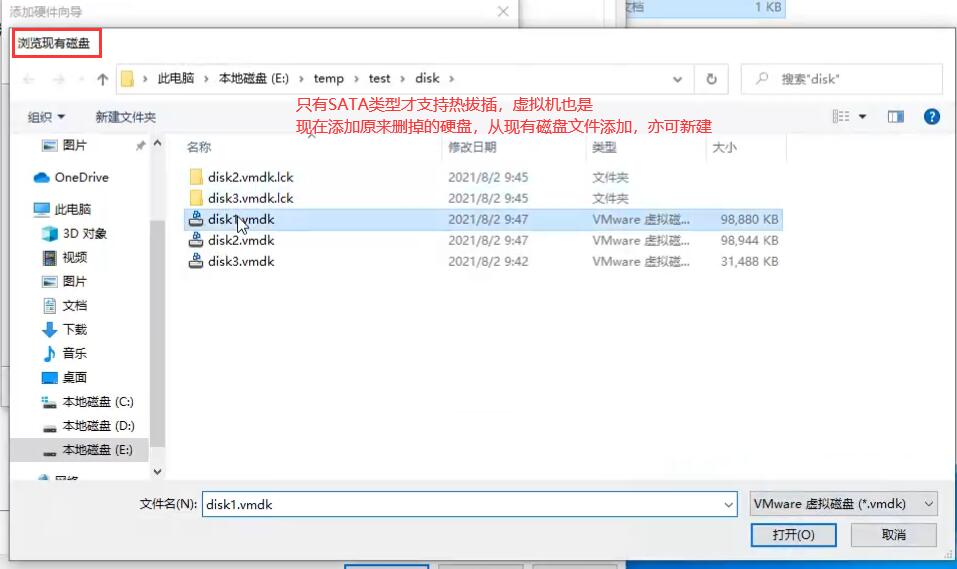 添加硬件向导
文档 1 KB
浏览现有磁盘
此电脑 › 本地磁盘 (E:) › temp › test › disk ›
搜索"disk"
只有SATA类型才支持热拔插，虚拟机也是
现在添加原来删掉的硬盘，从现有磁盘文件添加，亦可新建
组织 新建文件夹
名称 修改日期 类型 大小
图片
OneDrive
此电脑
3D 对象
视频
图片
文档
下载
音乐
桌面
本地磁盘 (C:)
本地磁盘 (D:)
本地磁盘 (E:)
网络
disk2.vmdk.lck 2021/8/2 9:45 文件夹
disk3.vmdk.lck 2021/8/2 9:45 文件夹
disk1.vmdk 2021/8/2 9:47 VMware 虚拟磁... 98,880 KB
disk2.vmdk 2021/8/2 9:47 VMware 虚拟磁... 98,944 KB
disk3.vmdk 2021/8/2 9:42 VMware 虚拟磁... 31,488 KB
文件名(N): disk1.vmdk VMware 虚拟磁盘 (*.vmdk)
打开(O) 取消